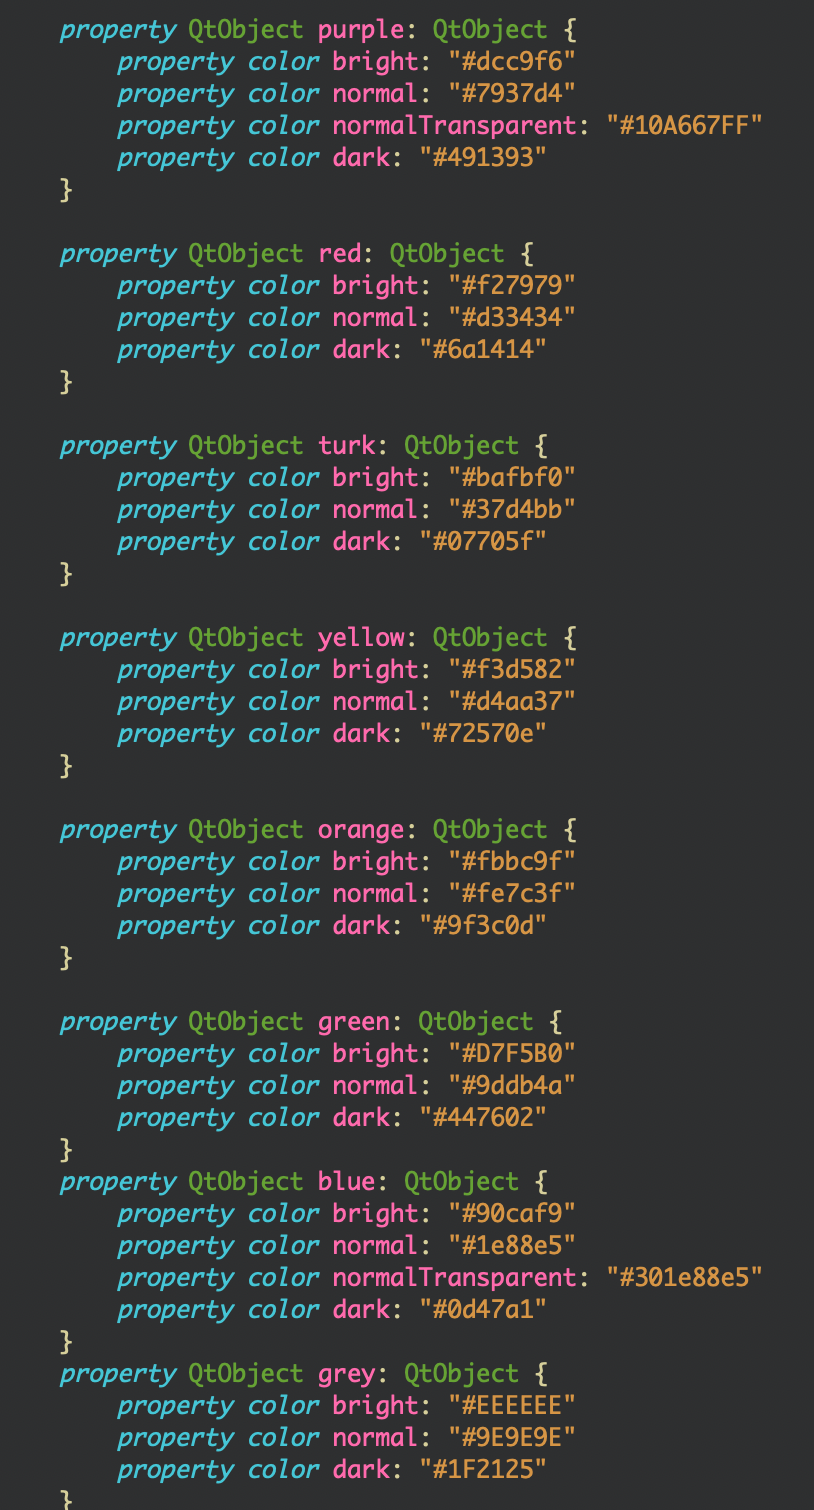 property QtObject purple: QtObject {
property color bright: "#dcc9f6"
property color normal: "#7937d4"
property color normalTransparent: "#10A667FF"
property color dark: "#491393"
}
property QtObject red: QtObject {
property color bright: "#f27979"
property color normal: "#d33434"
property color dark: "#6a1414"
}
property QtObject turk: QtObject {
property color bright: "#bafbf0"
property color normal: "#37d4bb"
property color dark: "#07705f"
}
property QtObject yellow: QtObject {
property color bright: "#f3d582"
property color normal: "#d4aa37"
property color dark: "#72570e"
}
property QtObject orange: QtObject {
property color bright: "#fbbc9f"
property color normal: "#fe7c3f"
property color dark: "#9f3c0d"
}
property QtObject green: QtObject {
property color bright: "#D7F5B0"
property color normal: "#9ddb4a"
property color dark: "#447602"
}
property QtObject blue: QtObject {
property color bright: "#90caf9"
property color normal: "#1e88e5"
property color normalTransparent: "#301e88e5"
property color dark: "#0d47a1"
}
property QtObject grey: QtObject {
property color bright: "#EEEEEE"
property color normal: "#9E9E9E"
property color dark: "#1F2125"
}